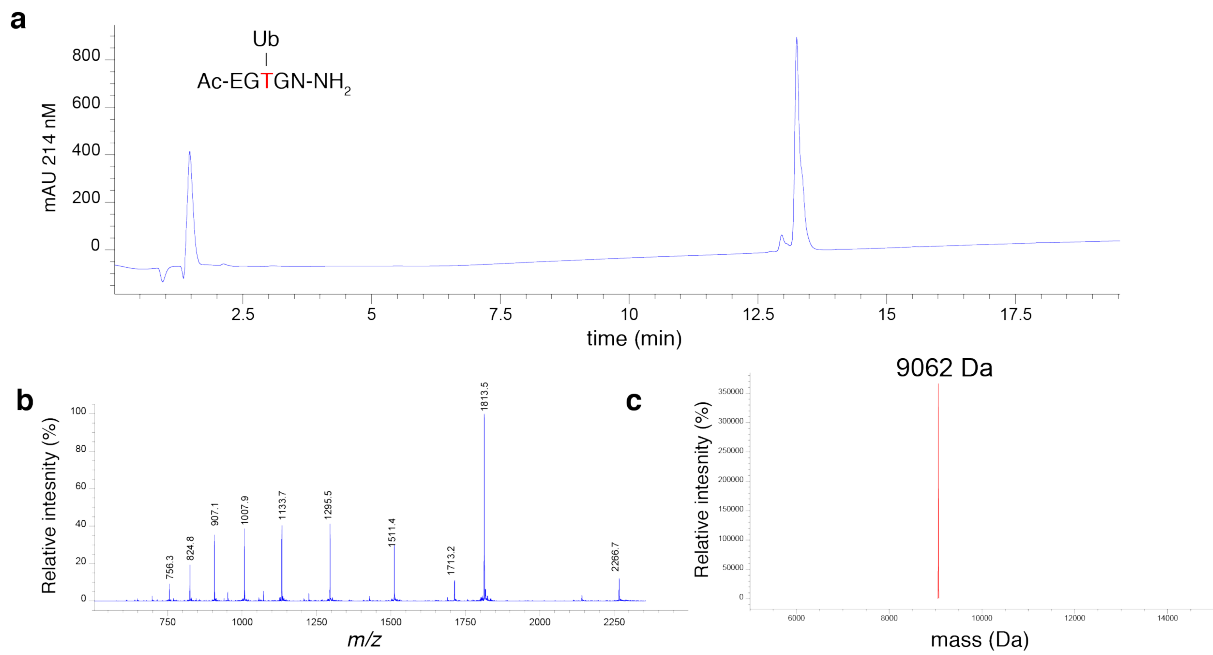 a
Ub
Ac-EGTGN-NH2
mAU 214 nM
800
600
400
200
0
2.5 5 7.5 10 12.5 15 17.5
time (min)
b
Relative intesnity (%)
100
80
60
40
20
0
756.3
824.8
907.1
1007.9
1133.7
1295.5
1511.4
1713.2
1813.5
2266.7
750 1000 1250 1500 1750 2000 2250
m/z
c
9062 Da
Relative intesnity (%)
350000
300000
250000
200000
150000
100000
50000
0
6000 8000 10000 12000 14000
mass (Da)